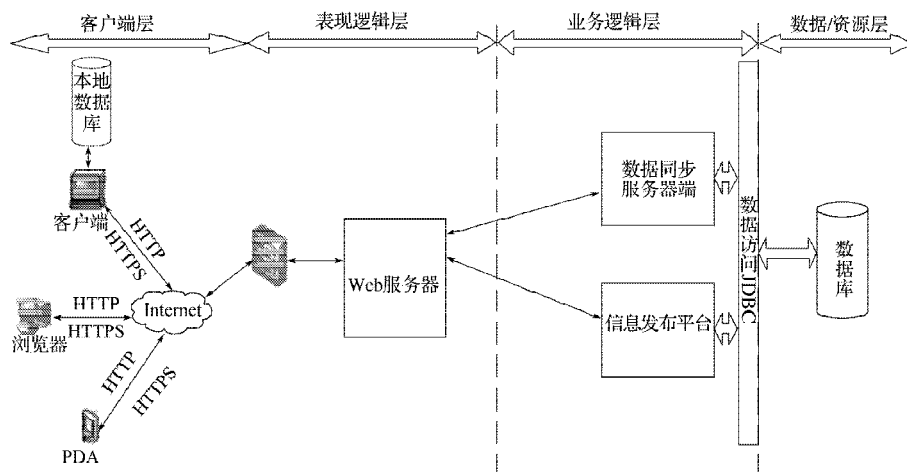 客户端层
表现逻辑层
业务逻辑层
数据/资源层
本地
数据
库
客户端
HTTP
HTTPS
浏览器
HTTP
HTTPS
Internet
HTYP
HTTPS
PDA
Web服务器
数据同步
服务器端
信息发布平台
数据访问JDBC
数据库